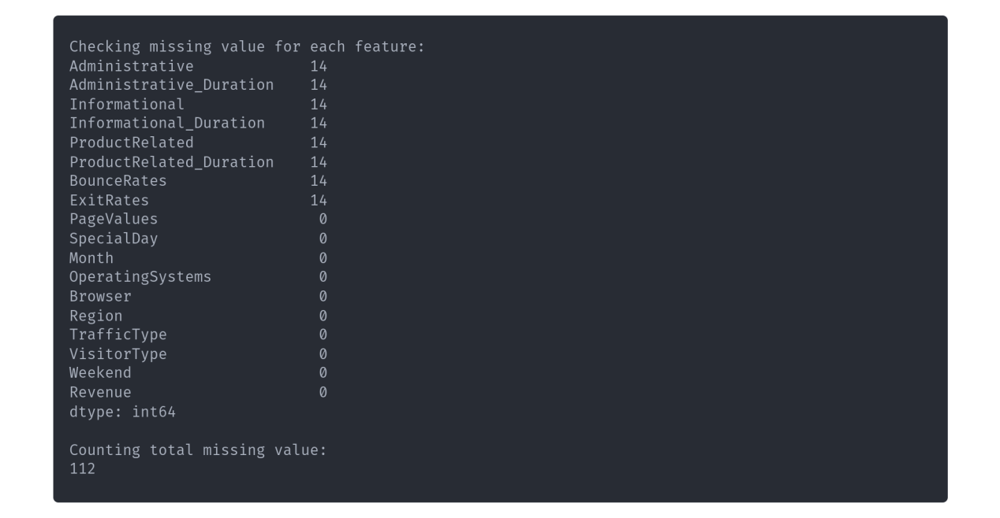 Checking missing value for each feature:
Administrative 14
Administrative_Duration 14
Informational 14
Informational_Duration 14
ProductRelated 14
ProductRelated_Duration 14
BounceRates 14
ExitRates 14
PageValues 0
SpecialDay 0
Month 0
OperatingSystems 0
Browser 0
Region 0
TrafficType 0
VisitorType 0
Weekend 0
Revenue 0
dtype: int64
Counting total missing value:
112